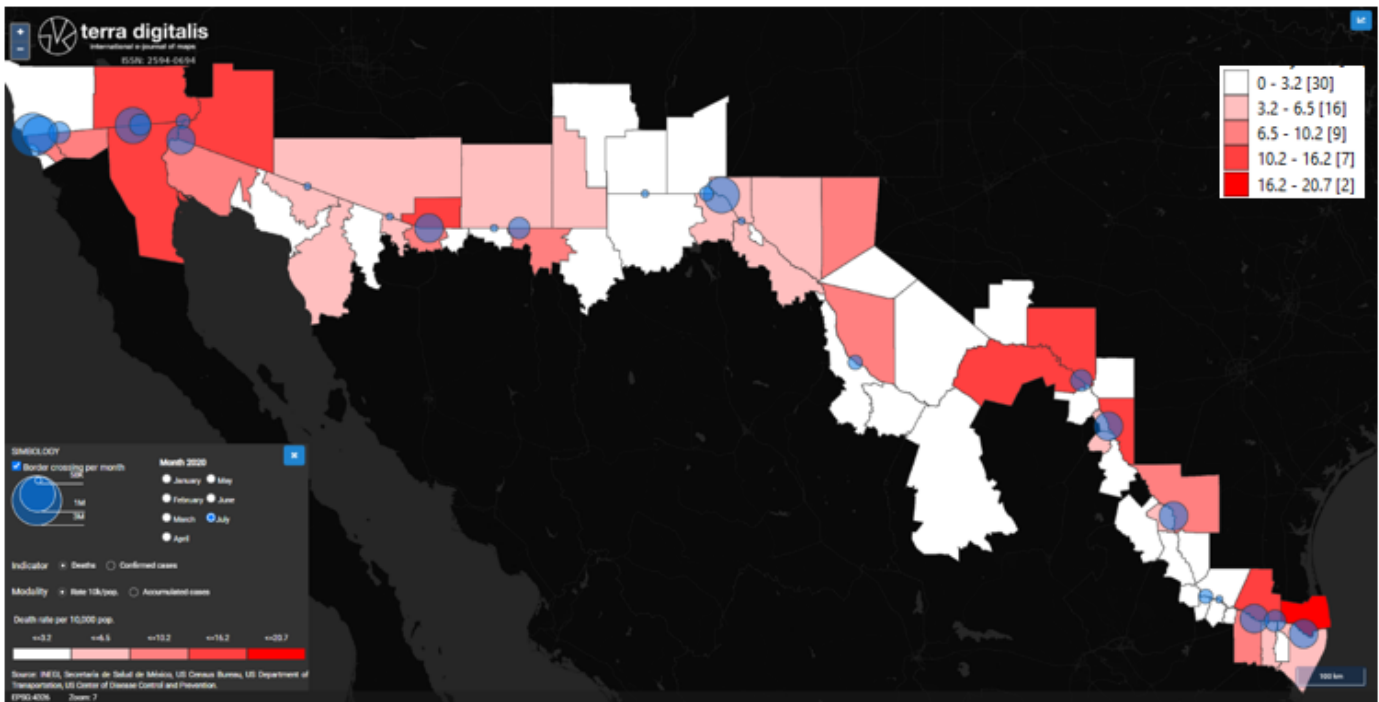 +
−
terra digitalis
international e-journal of maps
ISSN: 2594-0694
0 - 3.2 [30]
3.2 - 6.5 [16]
6.5 - 10.2 [9]
10.2 - 16.2 [7]
16.2 - 20.7 [2]
SIMBOLOGY
Border crossing per month
1M
3M
Month 2020
January May
February June
March July
April
Indicator Deaths Confirmed cases
Modality Rate 10k/pop. Accumulated cases
Death rate per 10,000 pop.
<=3.2 <=6.5 <=10.2 <=16.2 <=20.7
Source: INEGI, Secretaría de Salud de México, US Census Bureau, US Department of
Transportation, US Center of Disease Control and Prevention.
EPSG:4326 Zoom: 7
100 km